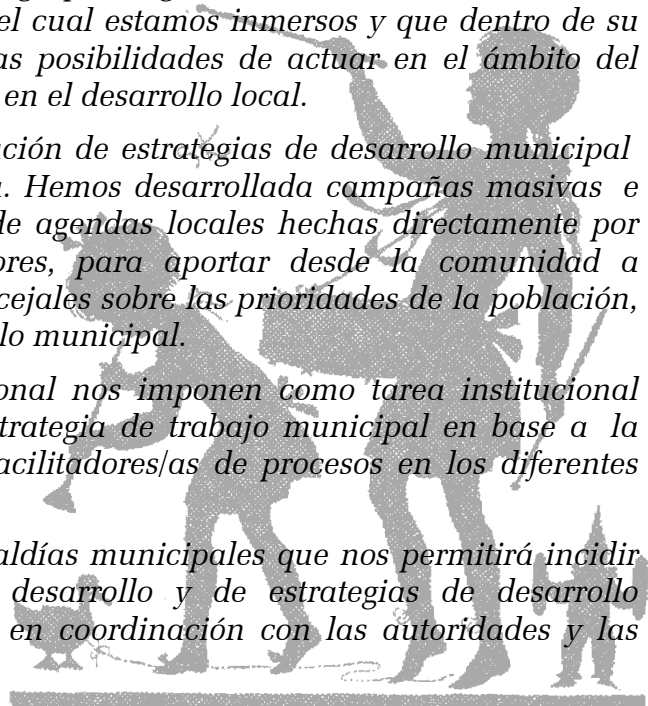 el cual estamos inmersos y que dentro de su
as posibilidades de actuar en el ámbito del
en el desarrollo local.
ción de estrategias de desarrollo municipal
. Hemos desarrollada campañas masivas e
de agendas locales hechas directamente por
ores, para aportar desde la comunidad a
cejales sobre las prioridades de la población,
lo municipal.
onal nos imponen como tarea institucional
trategia de trabajo municipal en base a la
acilitadores/as de procesos en los diferentes
aldías municipales que nos permitirá incidir
desarrollo y de estrategias de desarrollo
en coordinación con las autoridades y las